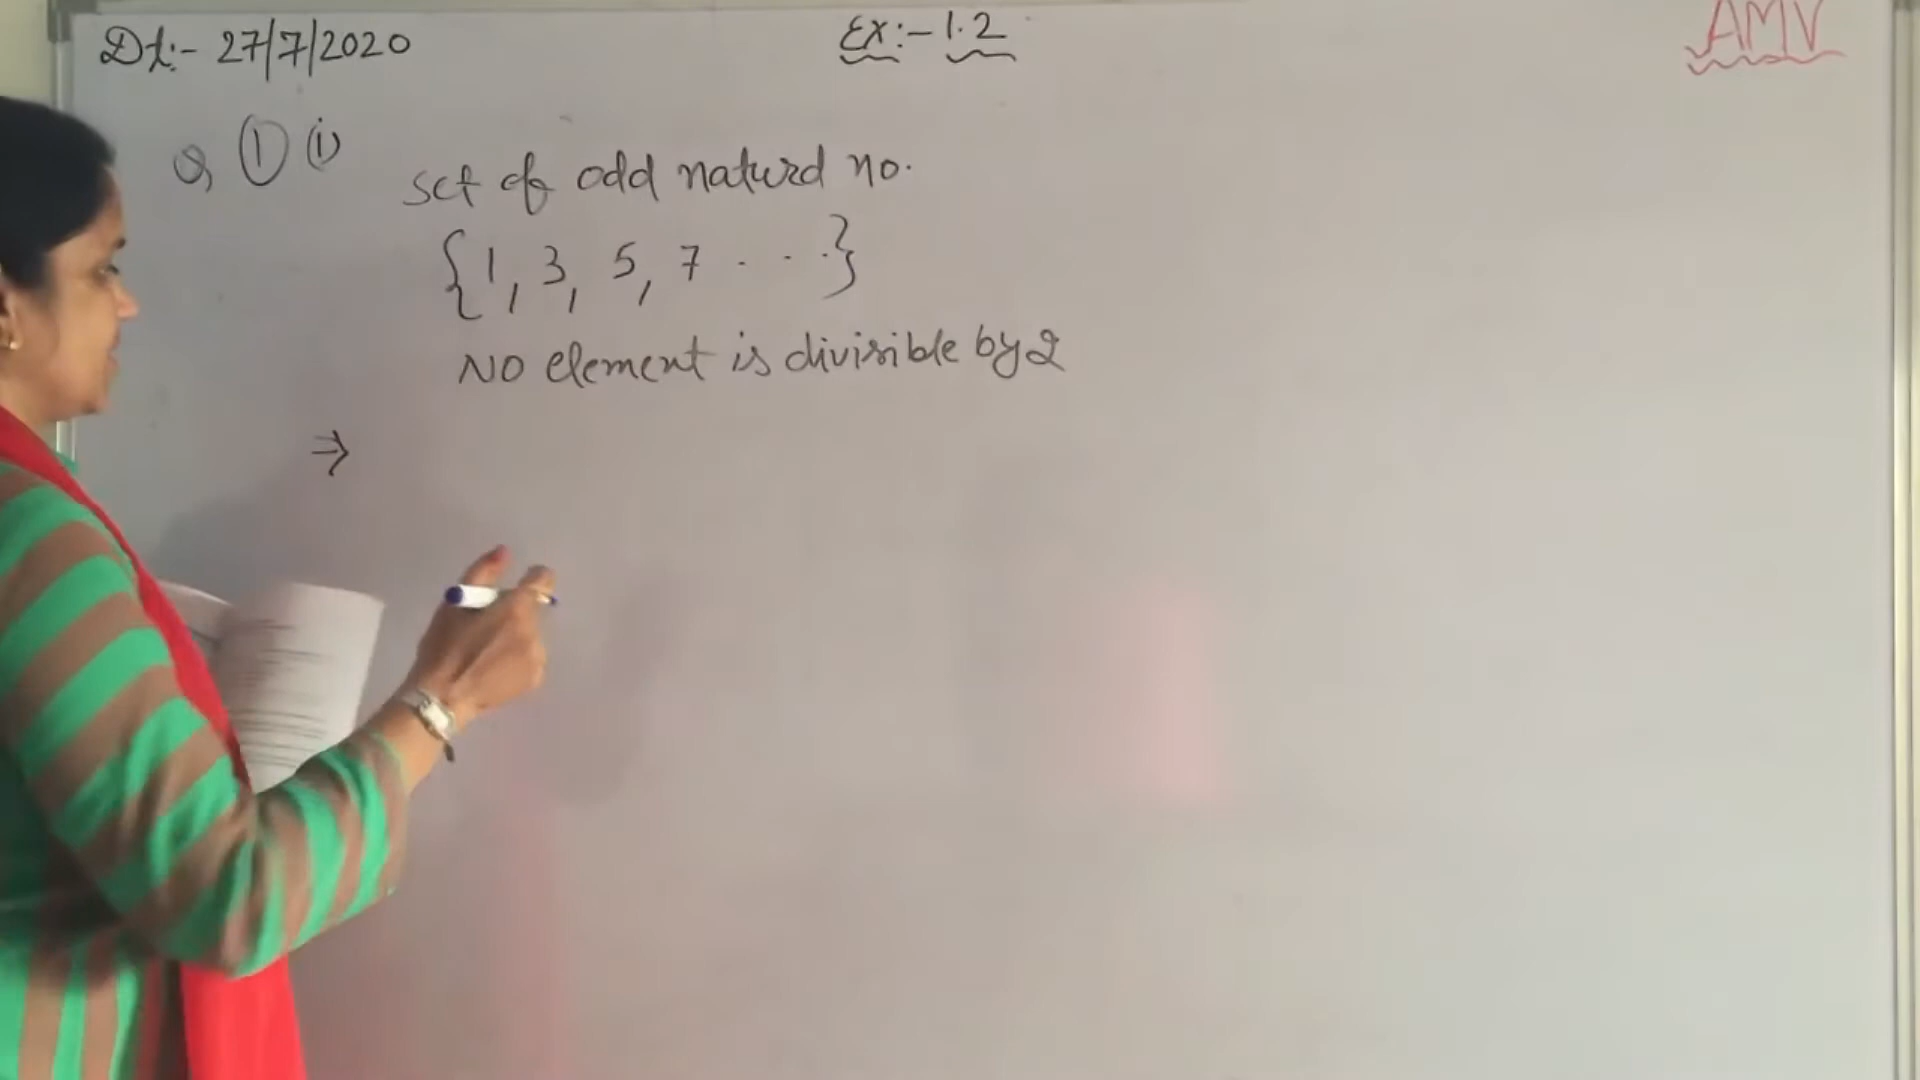 Dt:- 27/7/2020
Ex:- 1.2
AMV
Q, ① (i)
set of odd natural no.
{1, 3, 5, 7 . . .}
NO element is divisible by 2
⇒